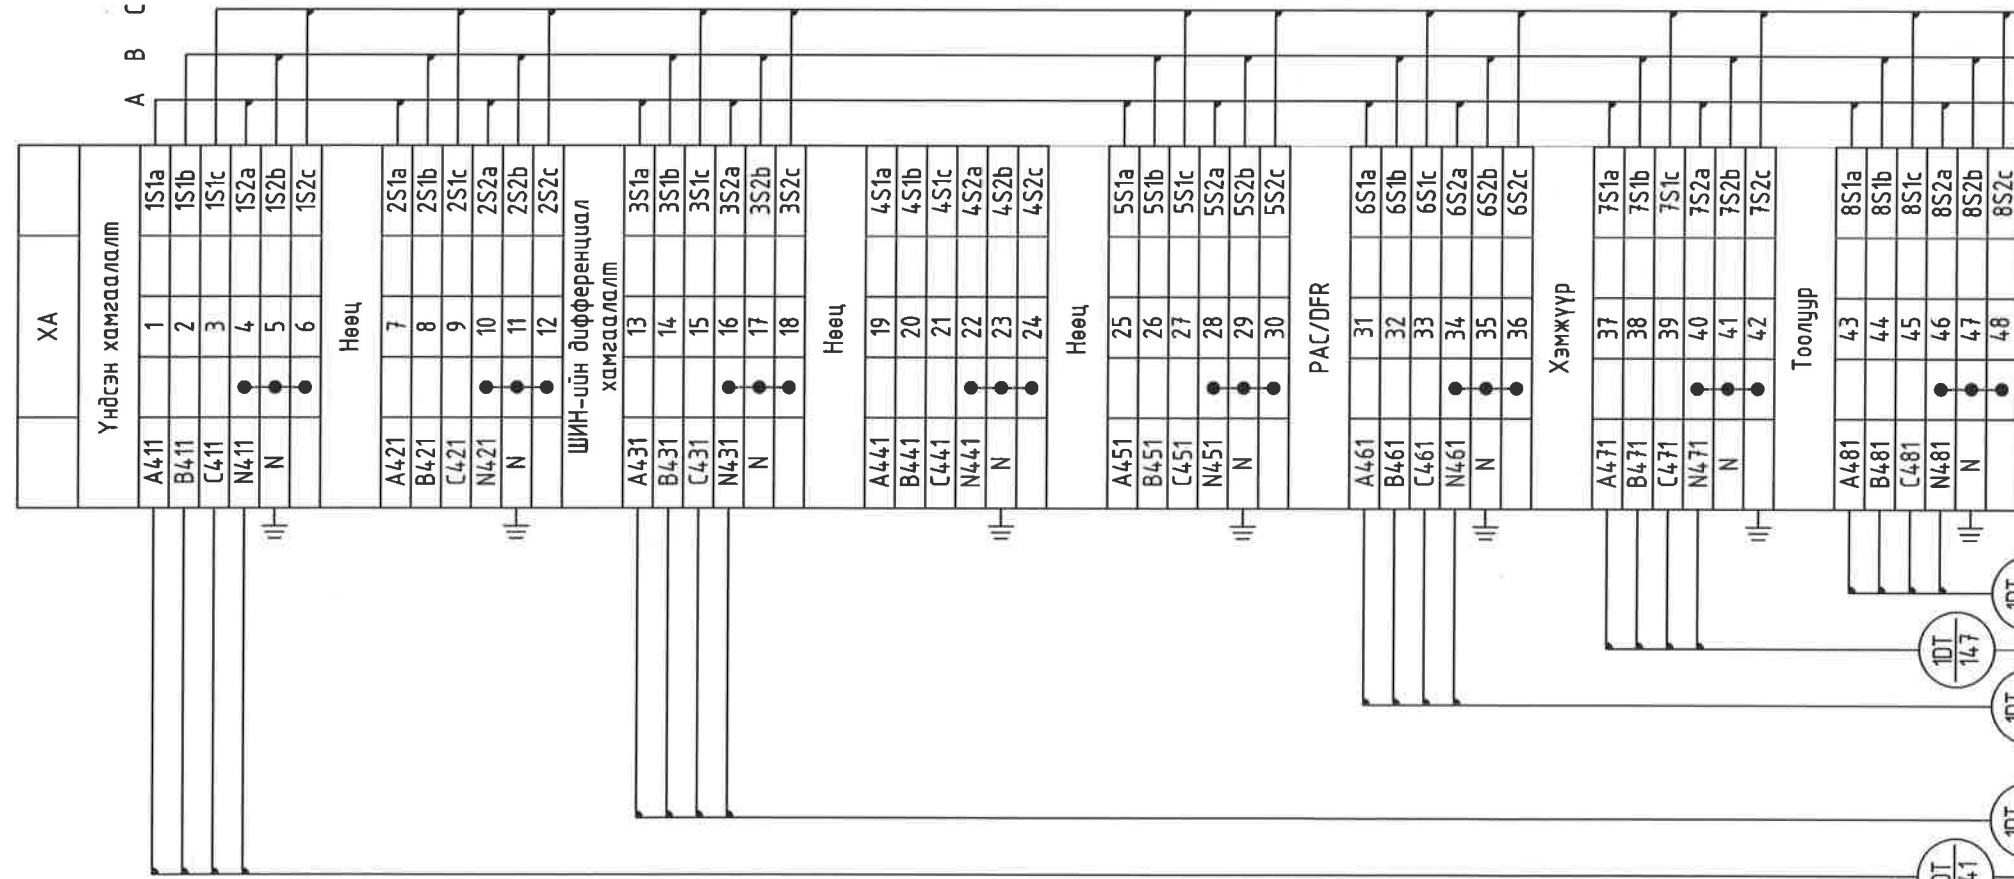 C
B
A
XA
Үндсэн хамгаалалт
A411 1 1S1a
B411 2 1S1b
C411 3 1S1c
N411 4 1S2a
N 5 1S2b
6 1S2c
Нөөц
A421 7 2S1a
B421 8 2S1b
C421 9 2S1c
N421 10 2S2a
N 11 2S2b
12 2S2c
ШИН-ийн дифференциал
хамгаалалт
A431 13 3S1a
B431 14 3S1b
C431 15 3S1c
N431 16 3S2a
N 17 3S2b
18 3S2c
Нөөц
A441 19 4S1a
B441 20 4S1b
C441 21 4S1c
N441 22 4S2a
N 23 4S2b
24 4S2c
Нөөц
A451 25 5S1a
B451 26 5S1b
C451 27 5S1c
N451 28 5S2a
N 29 5S2b
30 5S2c
РАС/DFR
A461 31 6S1a
B461 32 6S1b
C461 33 6S1c
N461 34 6S2a
N 35 6S2b
36 6S2c
Хэмжүүр
A471 37 7S1a
B471 38 7S1b
C471 39 7S1c
N471 40 7S2a
N 41 7S2b
42 7S2c
Тоолуур
A481 43 8S1a
B481 44 8S1b
C481 45 8S1c
N481 46 8S2a
N 47 8S2b
48 8S2c
1DT
147
1DT
1DT
1DT